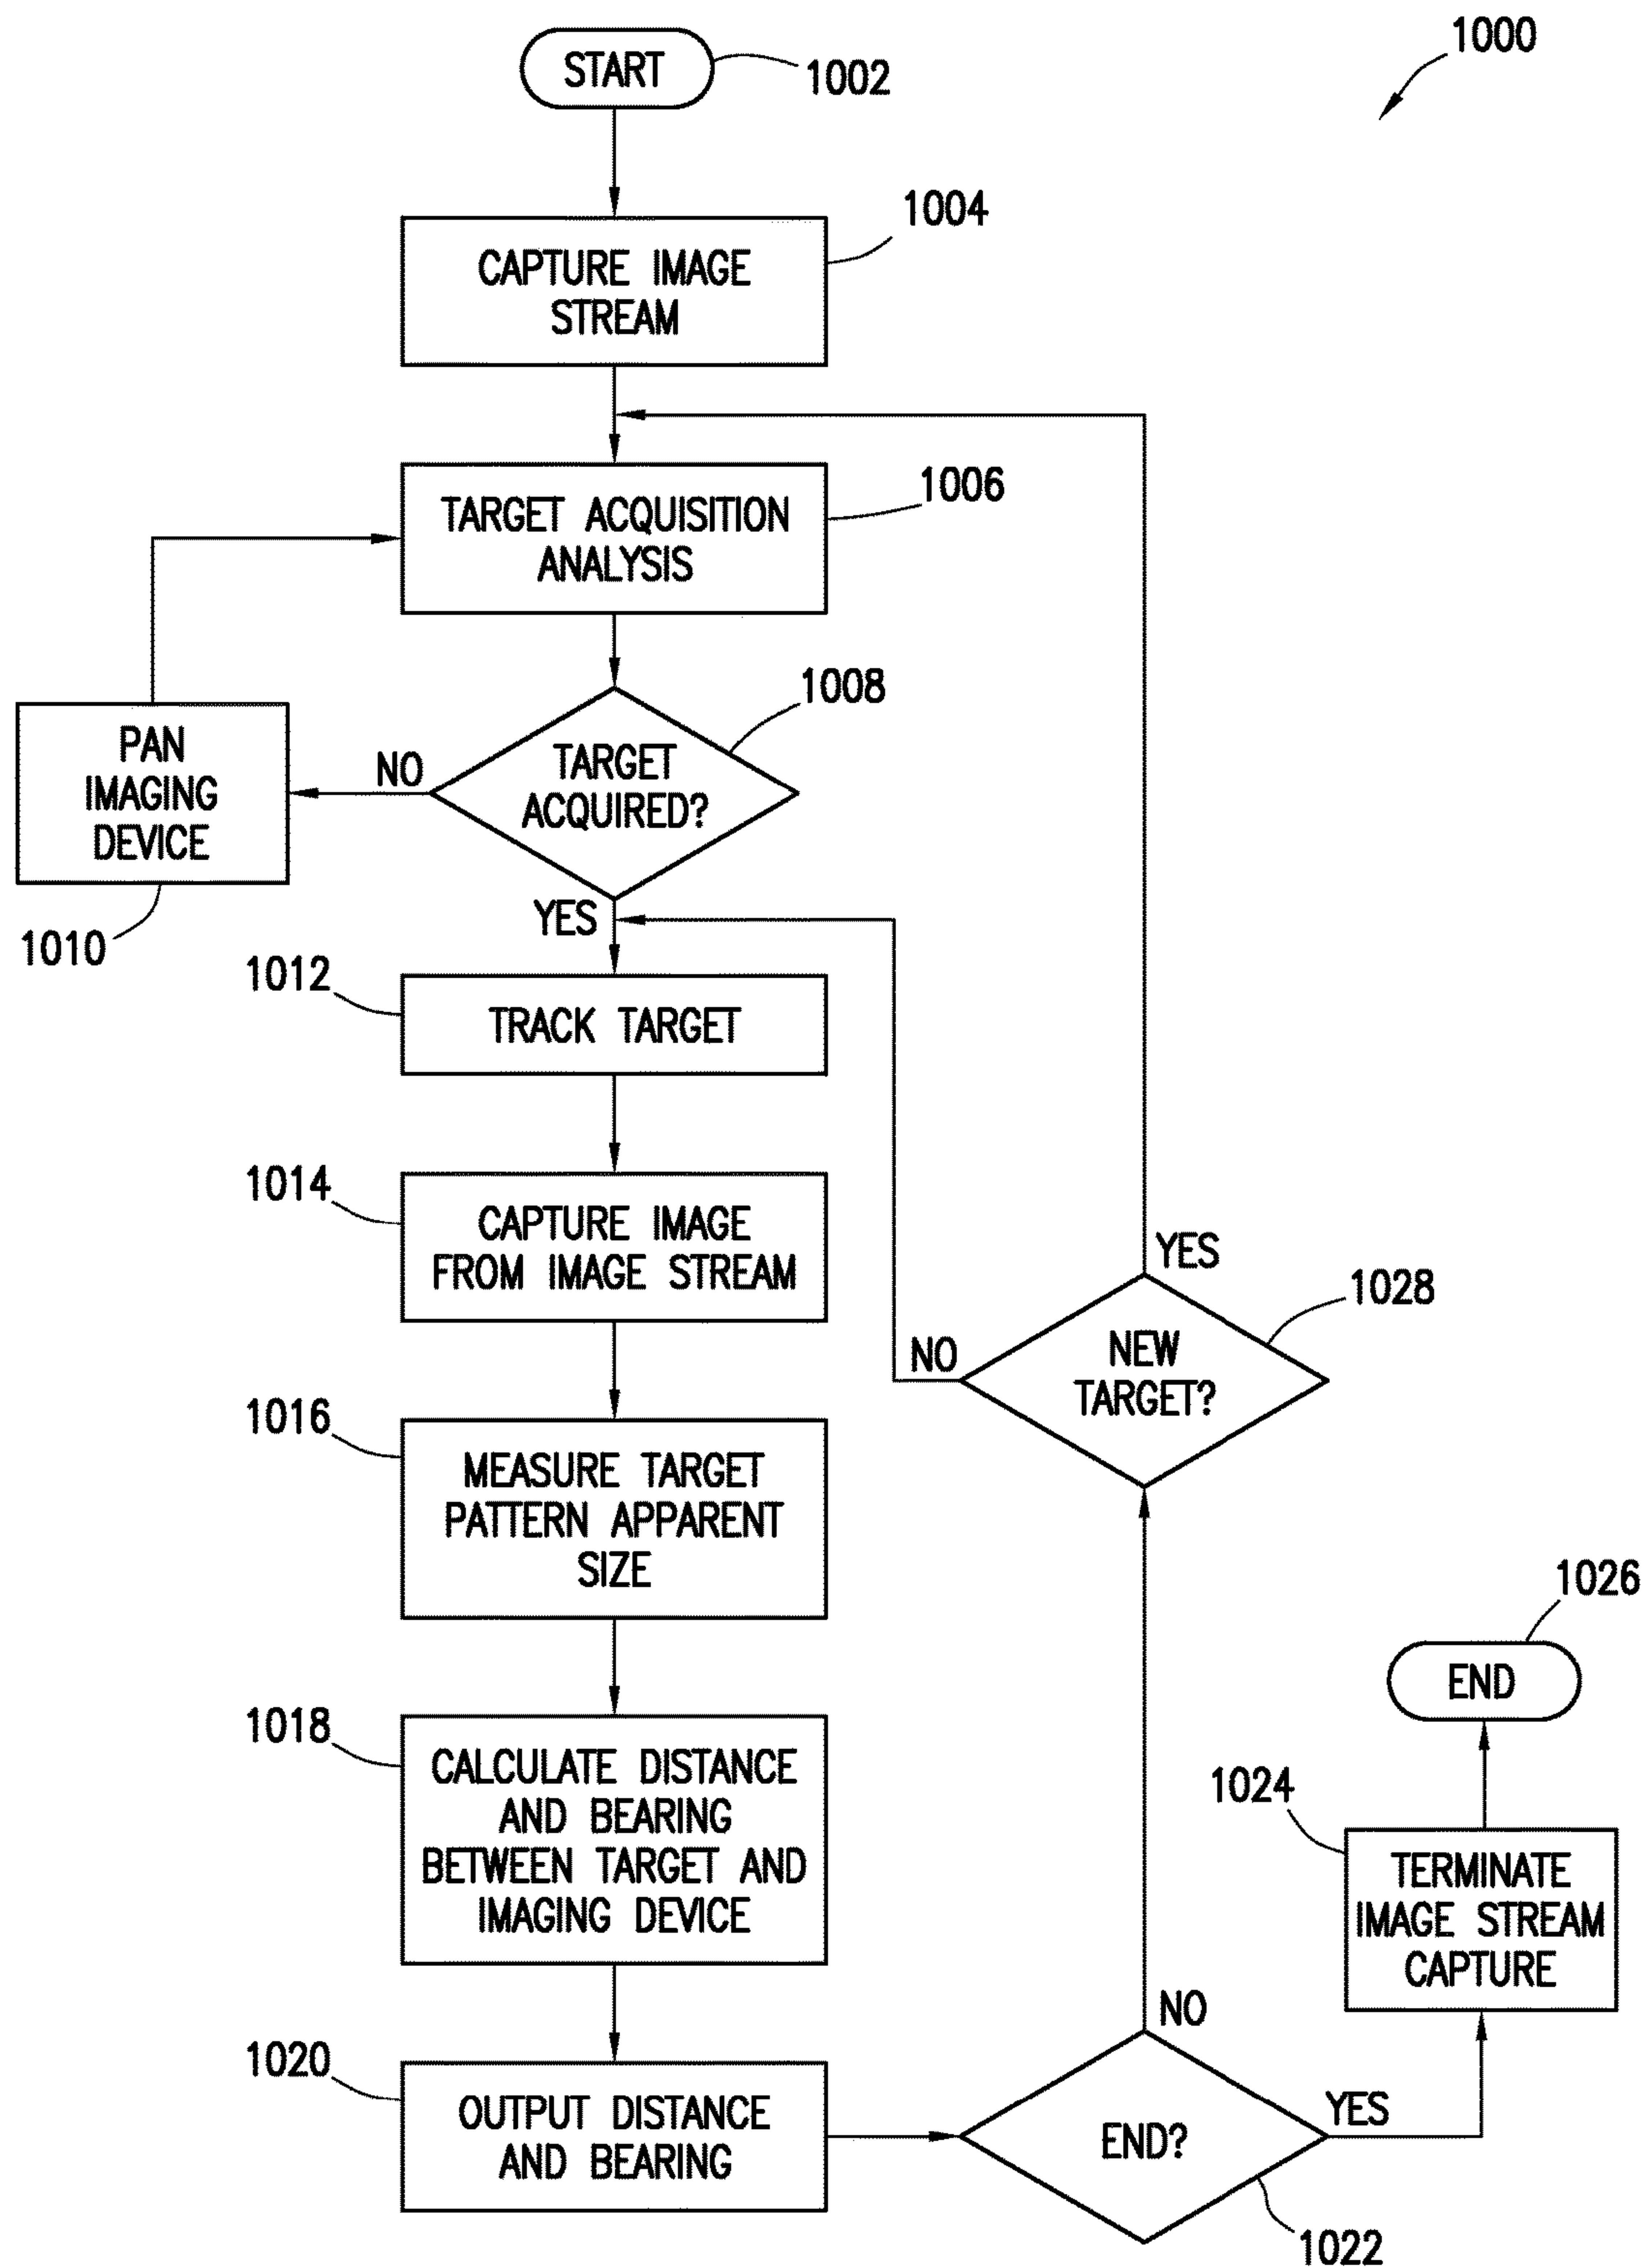 1000
START
1002
1004
CAPTURE IMAGE
STREAM
1006
TARGET ACQUISITION
ANALYSIS
1008
TARGET
ACQUIRED?
NO
PAN
IMAGING
DEVICE
1010
YES
1012
TRACK TARGET
1014
CAPTURE IMAGE
FROM IMAGE STREAM
1016
MEASURE TARGET
PATTERN APPARENT
SIZE
1018
CALCULATE DISTANCE
AND BEARING
BETWEEN TARGET AND
IMAGING DEVICE
1020
OUTPUT DISTANCE
AND BEARING
END?
1022
NO
YES
1024
TERMINATE
IMAGE STREAM
CAPTURE
END
1026
NEW
TARGET?
1028
NO
YES